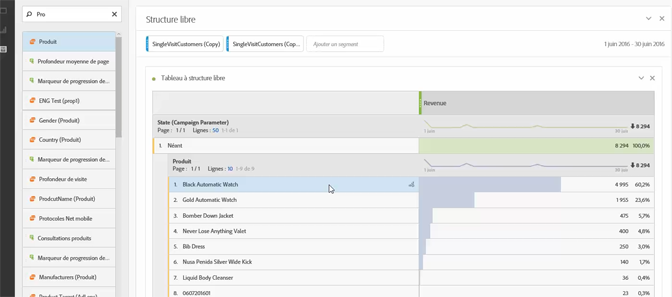 Pro
Produit
Profondeur moyenne de page
Marqueur de progression de...
ENG Test (prop1)
Gender (Produit)
Country (Produit)
Marqueur de progression de...
Profondeur de visite
ProdcutName (Produit)
Protocoles Net mobile
Consultations produits
Marqueur de progression de...
Manufacturers (Produit)
Product Target (AdLens)
Structure libre
SingleVisitCustomers (Copy)
SingleVisitCustomers (Cop...
Ajouter un segment
1 juin 2016 - 30 juin 2016
Tableau à structure libre
Revenue
State (Campaign Parameter)
Page : 1 / 1 Lignes : 50 1-1 de 1
1 juin
30 juin
8 294
1. Néant 8 294 100,0%
Produit
Page : 1 / 1 Lignes : 10 1-9 de 9
1 juin
30 juin
8 294
1. Black Automatic Watch 4 995 60,2%
2. Gold Automatic Watch 1 955 23,6%
3. Bomber Down Jacket 475 5,7%
4. Never Lose Anything Valet 400 4,8%
5. Bib Dress 250 3,0%
6. Nusa Penida Silver Wide Kick 140 1,7%
7. Liquid Body Cleanser 36 0,4%
8. 0607201601 23 0,3%